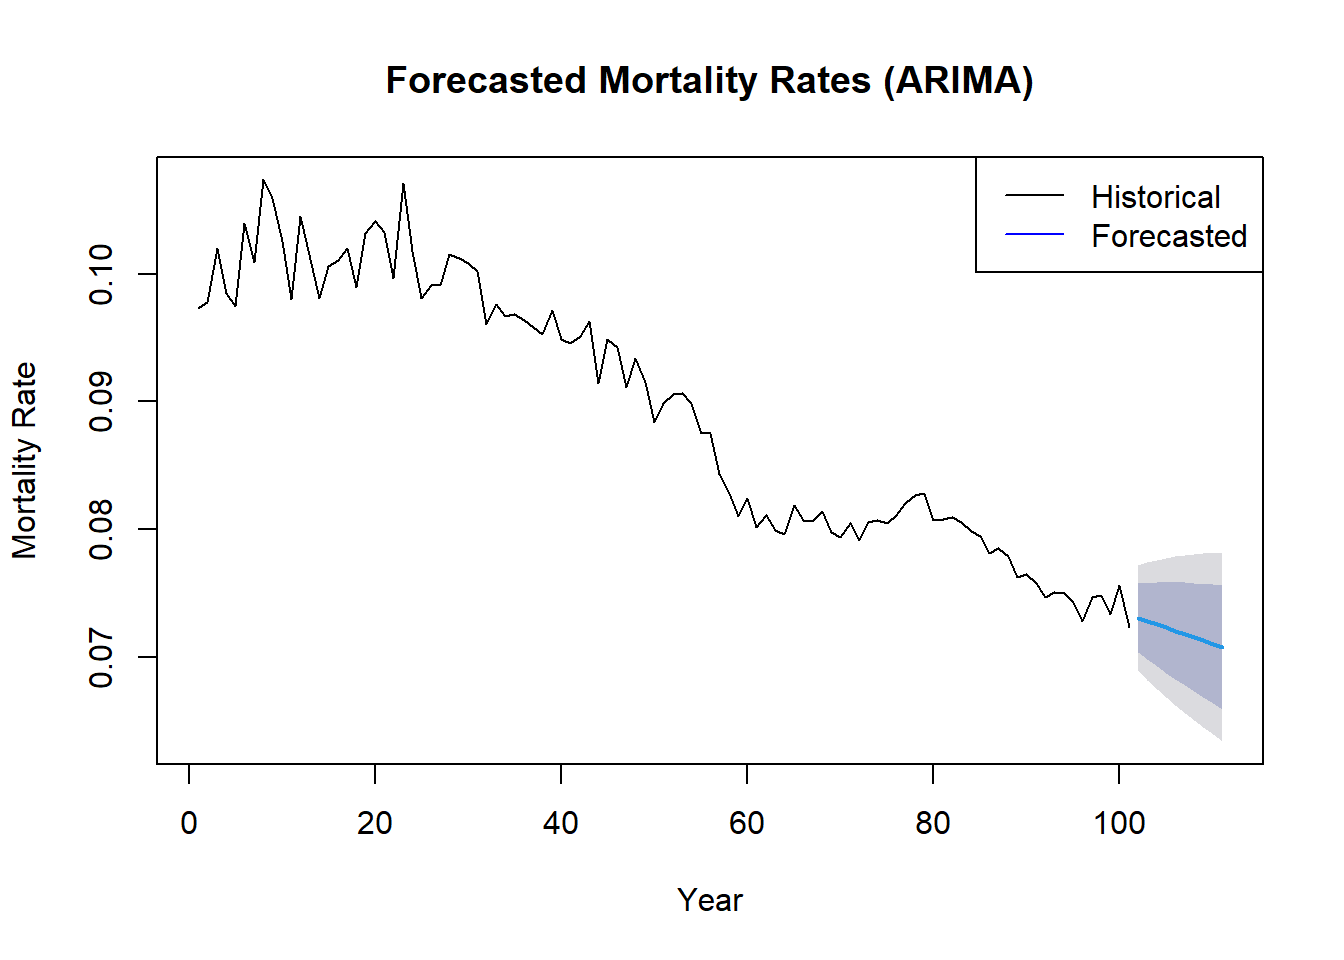 Forecasted Mortality Rates (ARIMA)
Historical
Forecasted
Mortality Rate
0.10
0.09
0.08
0.07
0 20 40 60 80 100
Year